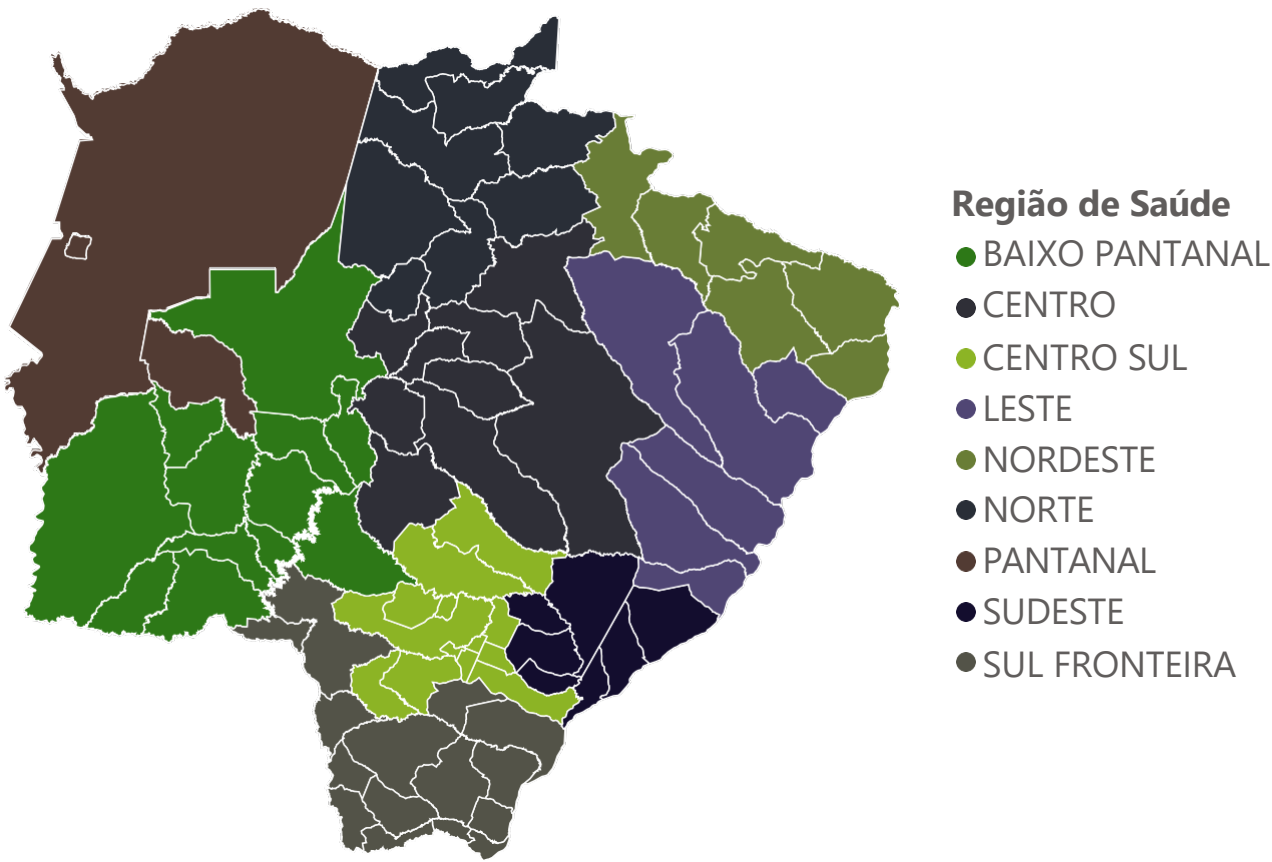 Região de Saúde
BAIXO PANTANAL
CENTRO
CENTRO SUL
LESTE
NORDESTE
NORTE
PANTANAL
SUDESTE
SUL FRONTEIRA